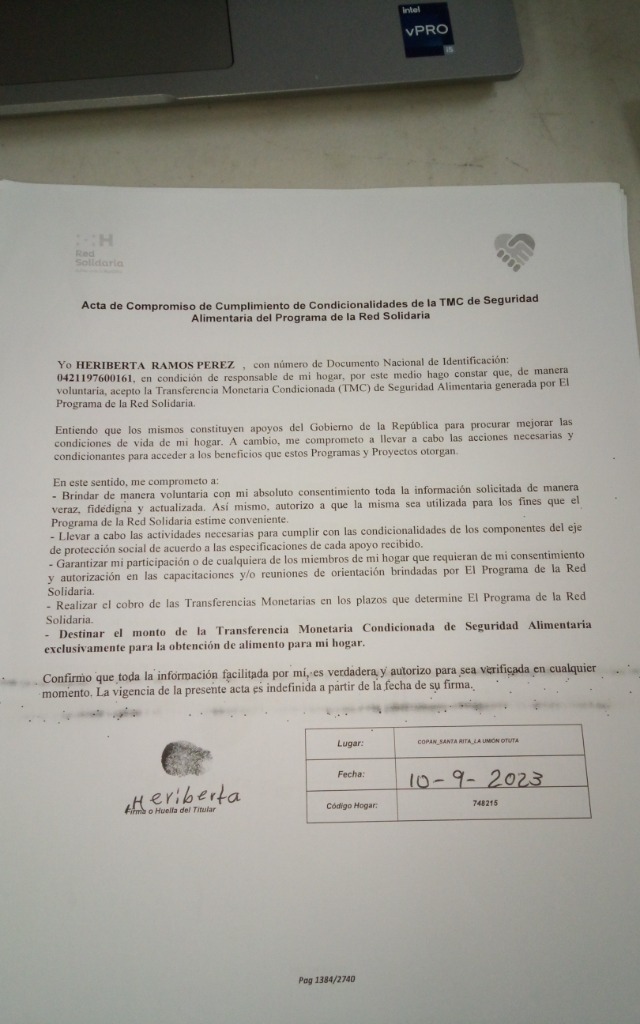 intel
vPRO
i5
H
Red
Solidaria
Acta de Compromiso de Cumplimiento de Condicionalidades de la TMC de Seguridad
Alimentaria del Programa de la Red Solidaria
Yo HERIBERTA RAMOS PEREZ , con número de Documento Nacional de Identificación:
0421197600161, en condición de responsable de mi hogar, por este medio hago constar que, de manera
voluntaria, acepto la Transferencia Monetaria Condicionada (TMC) de Seguridad Alimentaria generada por El
Programa de la Red Solidaria.
Entiendo que los mismos constituyen apoyos del Gobierno de la República para procurar mejorar las
condiciones de vida de mi hogar. A cambio, me comprometo a llevar a cabo las acciones necesarias y
condicionantes para acceder a los beneficios que estos Programas y Proyectos otorgan.
En este sentido, me comprometo a:
- Brindar de manera voluntaria con mi absoluto consentimiento toda la información solicitada de manera
veraz, fidedigna y actualizada. Así mismo, autorizo a que la misma sea utilizada para los fines que el
Programa de la Red Solidaria estime conveniente.
- Llevar a cabo las actividades necesarias para cumplir con las condicionalidades de los componentes del eje
de protección social de acuerdo a las especificaciones de cada apoyo recibido.
- Garantizar mi participación o de cualquiera de los miembros de mi hogar que requieran de mi consentimiento
y autorización en las capacitaciones y/o reuniones de orientación brindadas por El Programa de la Red
Solidaria.
- Realizar el cobro de las Transferencias Monetarias en los plazos que determine El Programa de la Red
Solidaria.
- Destinar el monto de la Transferencia Monetaria Condicionada de Seguridad Alimentaria
exclusivamente para la obtención de alimento para mi hogar.
Confirmo que toda la información facilitada por mí, es verdadera y autorizo para sea verificada en cualquier
momento. La vigencia de la presente acta es indefinida a partir de la fecha de su firma.
Heriberta
Firma o Huella del Titular
Lugar: COPAN_SANTA RITA_LA UNION OTUTA
Fecha: 10-9-2023
Código Hogar: 748215
Pag 1384/2740